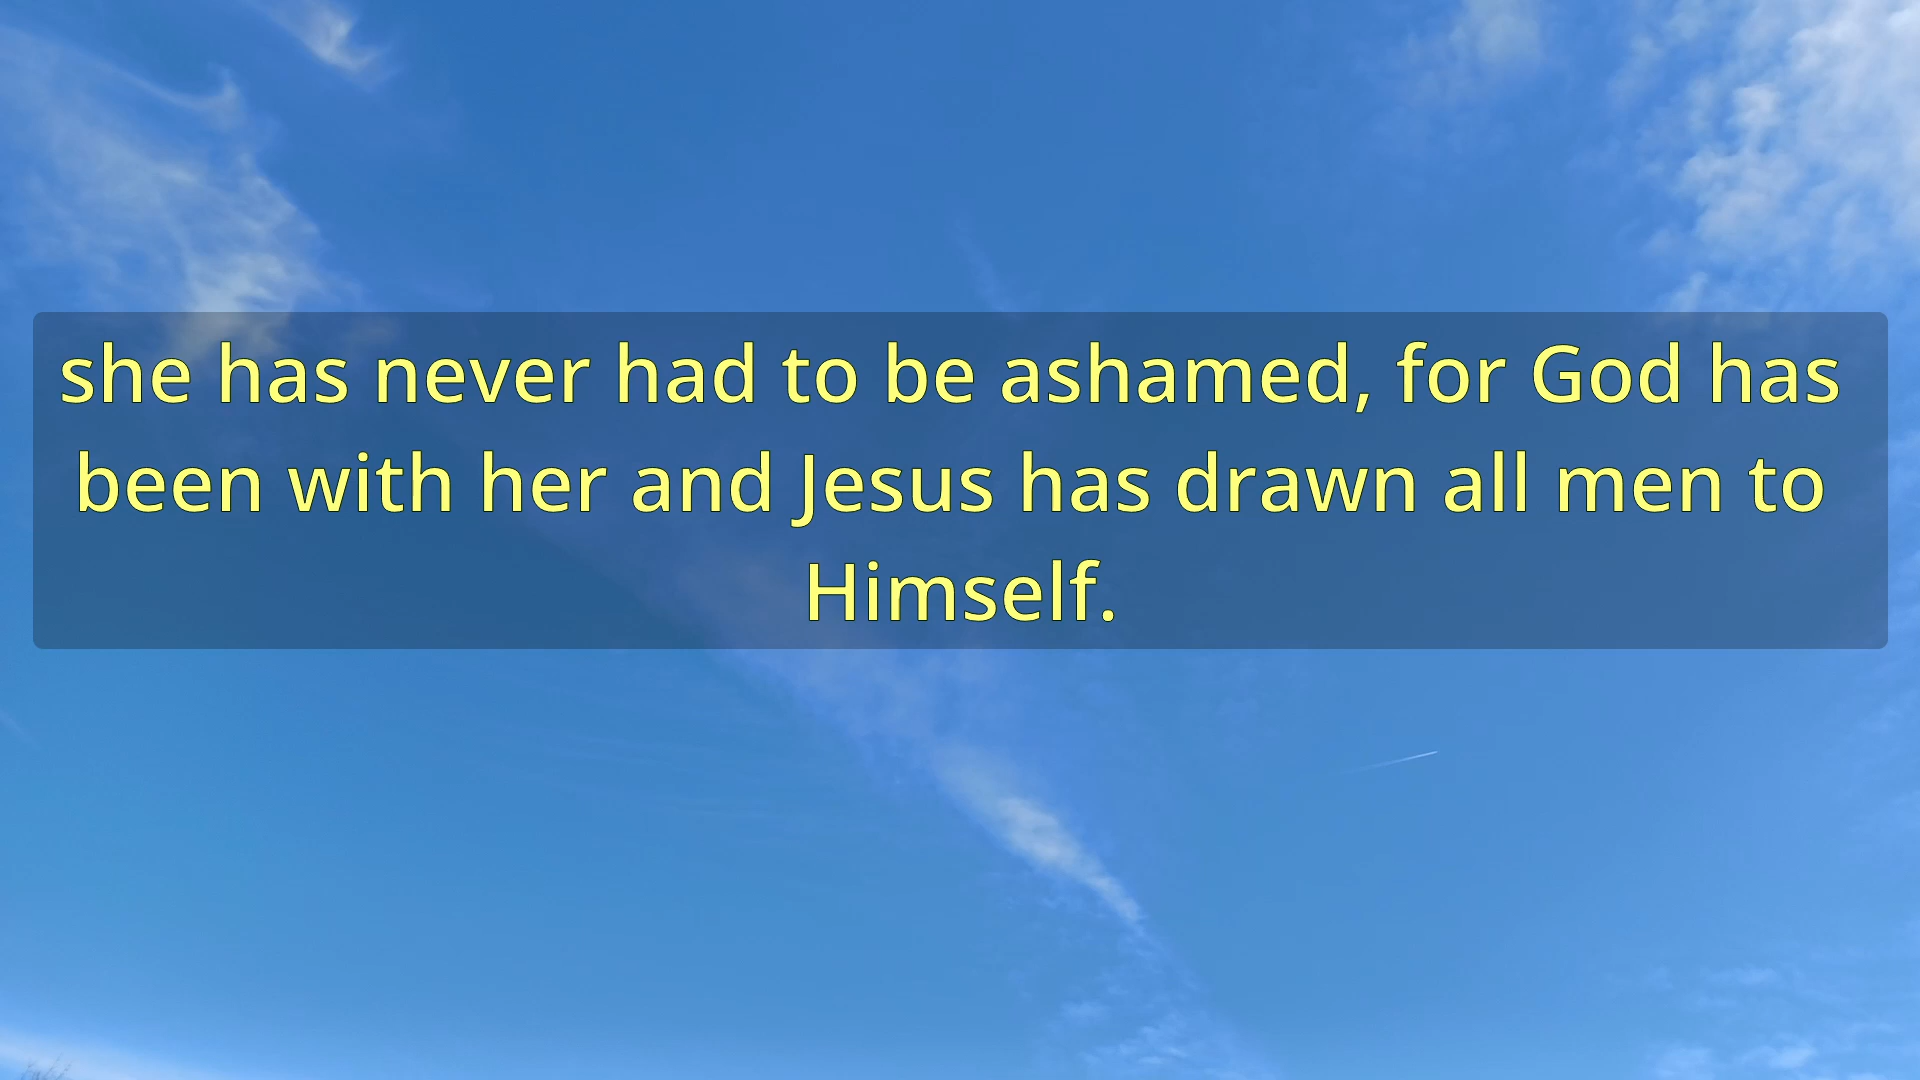 she has never had to be ashamed, for God has
been with her and Jesus has drawn all men to
Himself.